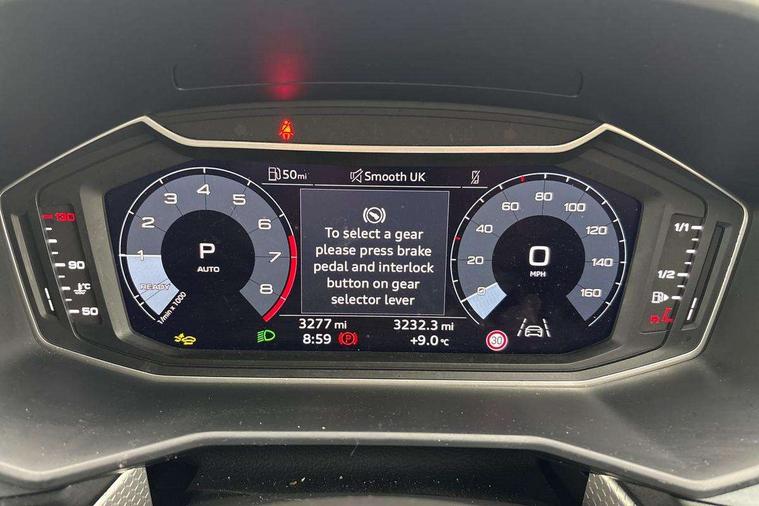 50mi
Smooth UK
1
2
3
4
5
6
7
8
READY
1/min x 1000
P
AUTO
To select a gear
please press brake
pedal and interlock
button on gear
selector lever
0
20
40
60
80
100
120
140
160
0
MPH
130
90
°C
50
1/1
1/2
3277 mi
3232.3 mi
8:59
(P)
+9.0°C
30